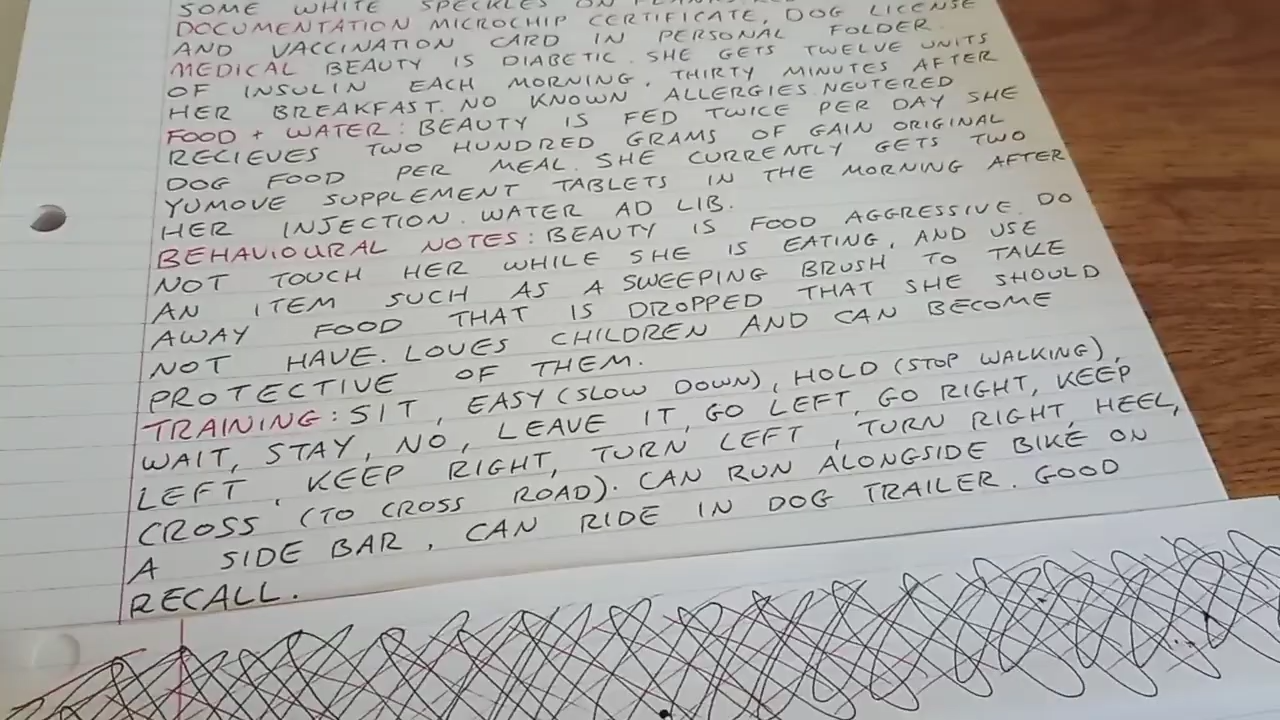 SOME WHITE SPECKLES ON
DOCUMENTATION MICROCHIP CERTIFICATE, DOG LICENSE
AND VACCINATION CARD IN PERSONAL FOLDER.
MEDICAL BEAUTY IS DIABETIC. SHE GETS TWELVE UNITS
OF INSULIN EACH MORNING, THIRTY MINUTES AFTER
HER BREAKFAST. NO KNOWN ALLERGIES. NEUTERED
FOOD + WATER: BEAUTY IS FED TWICE PER DAY SHE
RECIEVES TWO HUNDRED GRAMS OF GAIN ORIGINAL
DOG FOOD PER MEAL. SHE CURRENTLY GETS TWO
YUMOVE SUPPLEMENT TABLETS IN THE MORNING AFTER
HER INJECTION. WATER AD LIB.
BEHAVIOURAL NOTES: BEAUTY IS FOOD AGGRESSIVE. DO
NOT TOUCH HER WHILE SHE IS EATING, AND USE
AN ITEM SUCH AS A SWEEPING BRUSH TO TAKE
AWAY FOOD THAT IS DROPPED THAT SHE SHOULD
NOT HAVE. LOVES CHILDREN AND CAN BECOME
PROTECTIVE OF THEM.
TRAINING: SIT, EASY (SLOW DOWN), HOLD (STOP WALKING),
WAIT, STAY, NO, LEAVE IT, GO LEFT, GO RIGHT, KEEP
LEFT, KEEP RIGHT, TURN LEFT, TURN RIGHT, HEEL,
CROSS (TO CROSS ROAD). CAN RUN ALONGSIDE BIKE ON
A SIDE BAR, CAN RIDE IN DOG TRAILER. GOOD
RECALL.